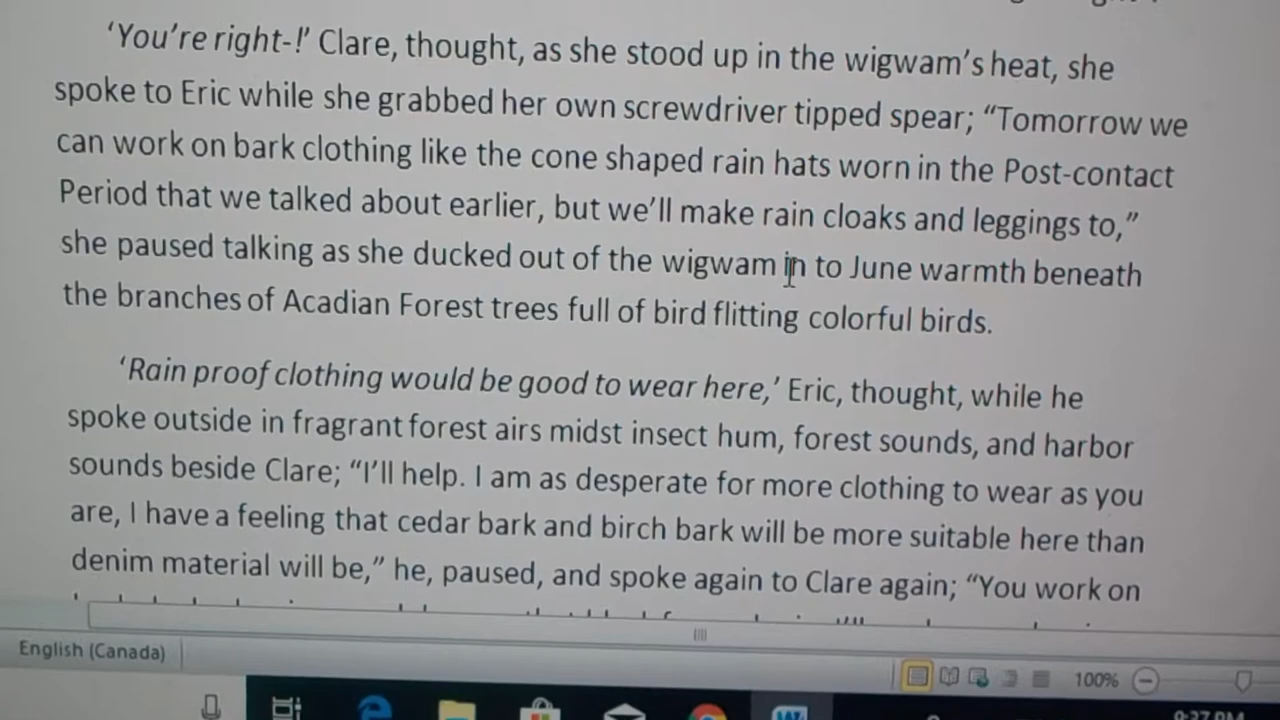 ‘You’re right-!’ Clare, thought, as she stood up in the wigwam’s heat, she
spoke to Eric while she grabbed her own screwdriver tipped spear; “Tomorrow we
can work on bark clothing like the cone shaped rain hats worn in the Post-contact
Period that we talked about earlier, but we’ll make rain cloaks and leggings to,”
she paused talking as she ducked out of the wigwam in to June warmth beneath
the branches of Acadian Forest trees full of bird flitting colorful birds.
‘Rain proof clothing would be good to wear here,’ Eric, thought, while he
spoke outside in fragrant forest airs midst insect hum, forest sounds, and harbor
sounds beside Clare; “I’ll help. I am as desperate for more clothing to wear as you
are, I have a feeling that cedar bark and birch bark will be more suitable here than
denim material will be,” he, paused, and spoke again to Clare again; “You work on
English (Canada)
100%
9:37 PM